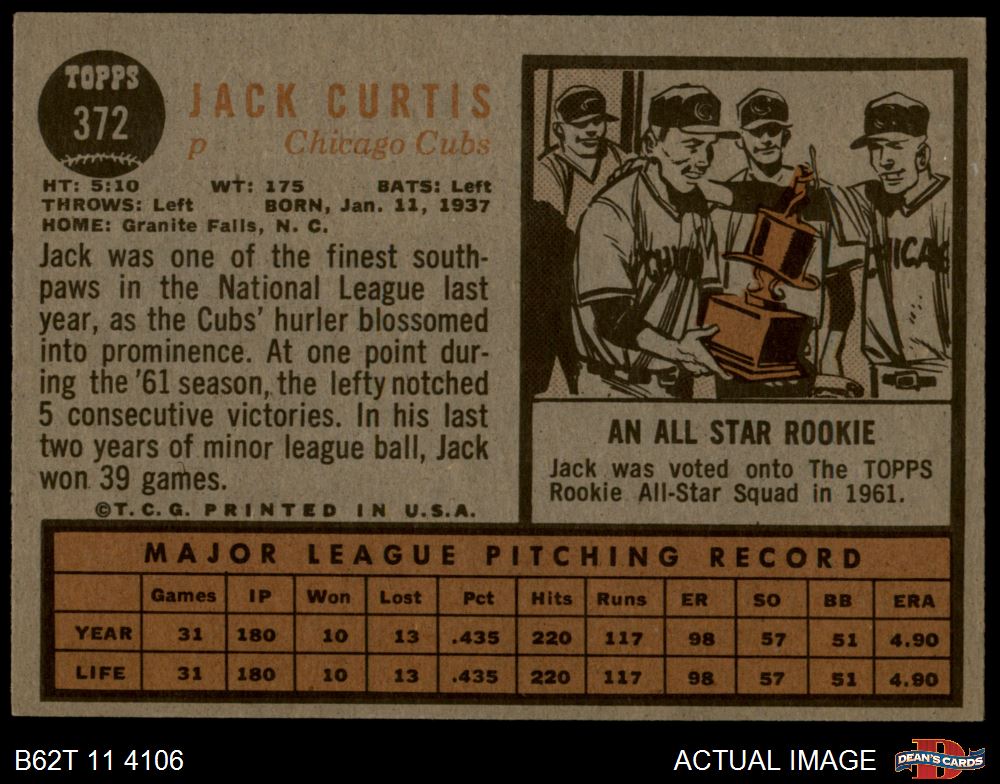 TOPPS
372
JACK CURTIS
p Chicago Cubs
HT: 5:10 WT: 175 BATS: Left
THROWS: Left BORN, Jan. 11, 1937
HOME: Granite Falls, N. C.
Jack was one of the finest south-
paws in the National League last
year, as the Cubs' hurler blossomed
into prominence. At one point dur-
ing the '61 season, the lefty notched
5 consecutive victories. In his last
two years of minor league ball, Jack
won 39 games.
©T. C. G. PRINTED IN U.S.A.
C
CHI
CHICAG
AN ALL STAR ROOKIE
Jack was voted onto The TOPPS
Rookie All-Star Squad in 1961.
MAJOR LEAGUE PITCHING RECORD
Games IP Won Lost Pct Hits Runs ER SO BB ERA
YEAR 31 180 10 13 .435 220 117 98 57 51 4.90
LIFE 31 180 10 13 .435 220 117 98 57 51 4.90
B62T 11 4106
ACTUAL IMAGE
DEAN'S CARDS